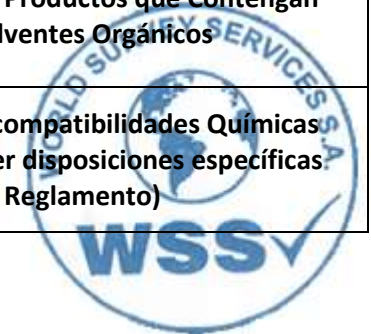 Productos que Contengan
lventes Orgánicos
compatibilidades Químicas
er disposiciones específicas
Reglamento)
WORLD SURVEY SERVICES S.A.
WSS